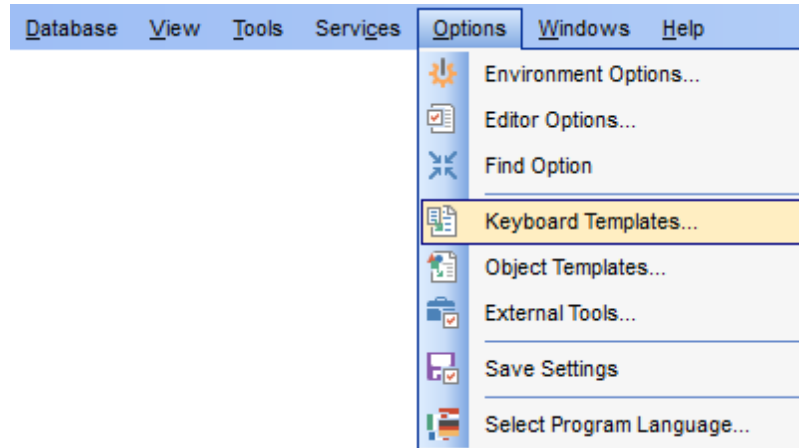 Database View Tools Services Options Windows Help
Environment Options...
Editor Options...
Find Option
Keyboard Templates...
Object Templates...
External Tools...
Save Settings
Select Program Language...